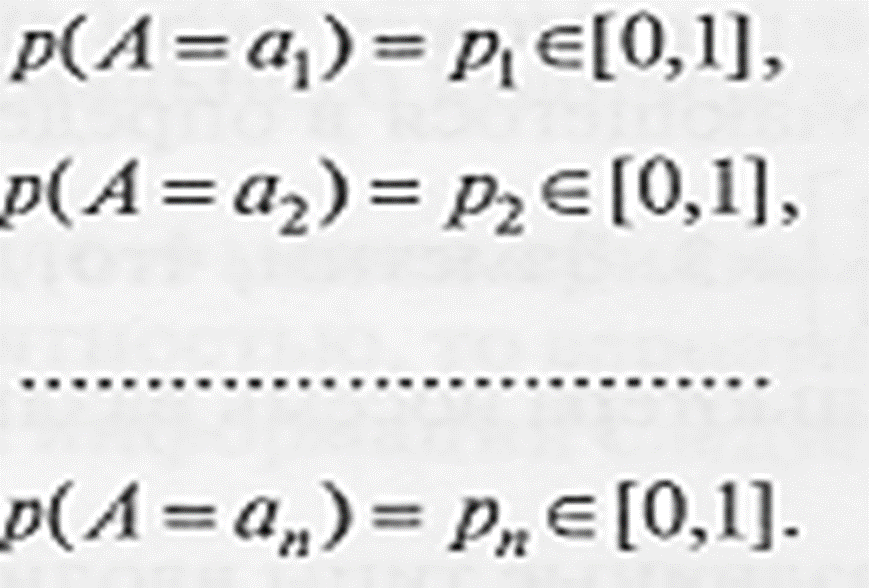 p(A = a₁) = p₁ ∈ [0,1],
p(A = a₂) = p₂ ∈ [0,1],
..............................
p(A = aₙ) = pₙ ∈ [0,1].